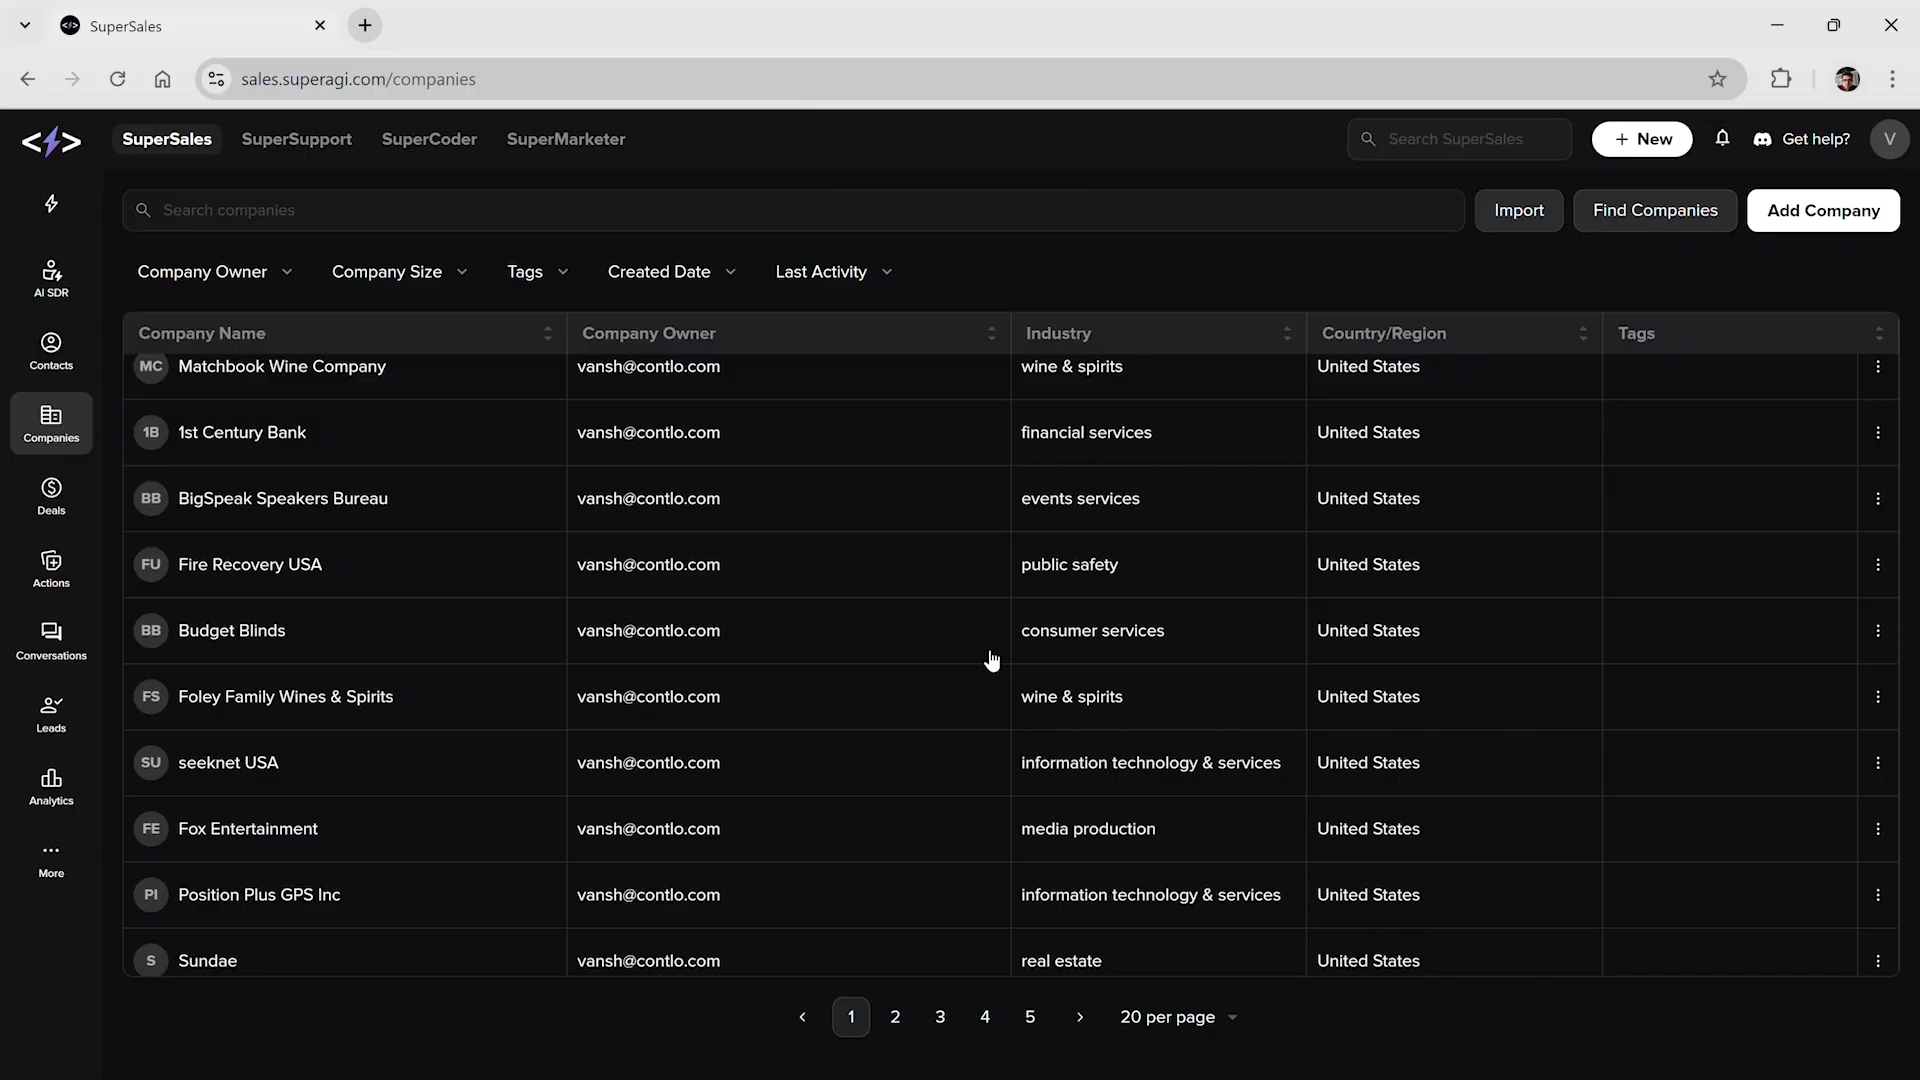 SuperSales
sales.superagi.com/companies
SuperSales SuperSupport SuperCoder SuperMarketer Search SuperSales + New Get help? V
Search companies Import Find Companies Add Company
AI SDR
Contacts
Companies
Deals
Actions
Conversations
Leads
Analytics
More
Company Owner Company Size Tags Created Date Last Activity
Company Name Company Owner Industry Country/Region Tags
MC Matchbook Wine Company vansh@contlo.com wine & spirits United States
1B 1st Century Bank vansh@contlo.com financial services United States
BB BigSpeak Speakers Bureau vansh@contlo.com events services United States
FU Fire Recovery USA vansh@contlo.com public safety United States
BB Budget Blinds vansh@contlo.com consumer services United States
FS Foley Family Wines & Spirits vansh@contlo.com wine & spirits United States
SU seeknet USA vansh@contlo.com information technology & services United States
FE Fox Entertainment vansh@contlo.com media production United States
PI Position Plus GPS Inc vansh@contlo.com information technology & services United States
S Sundae vansh@contlo.com real estate United States
1 2 3 4 5 20 per page